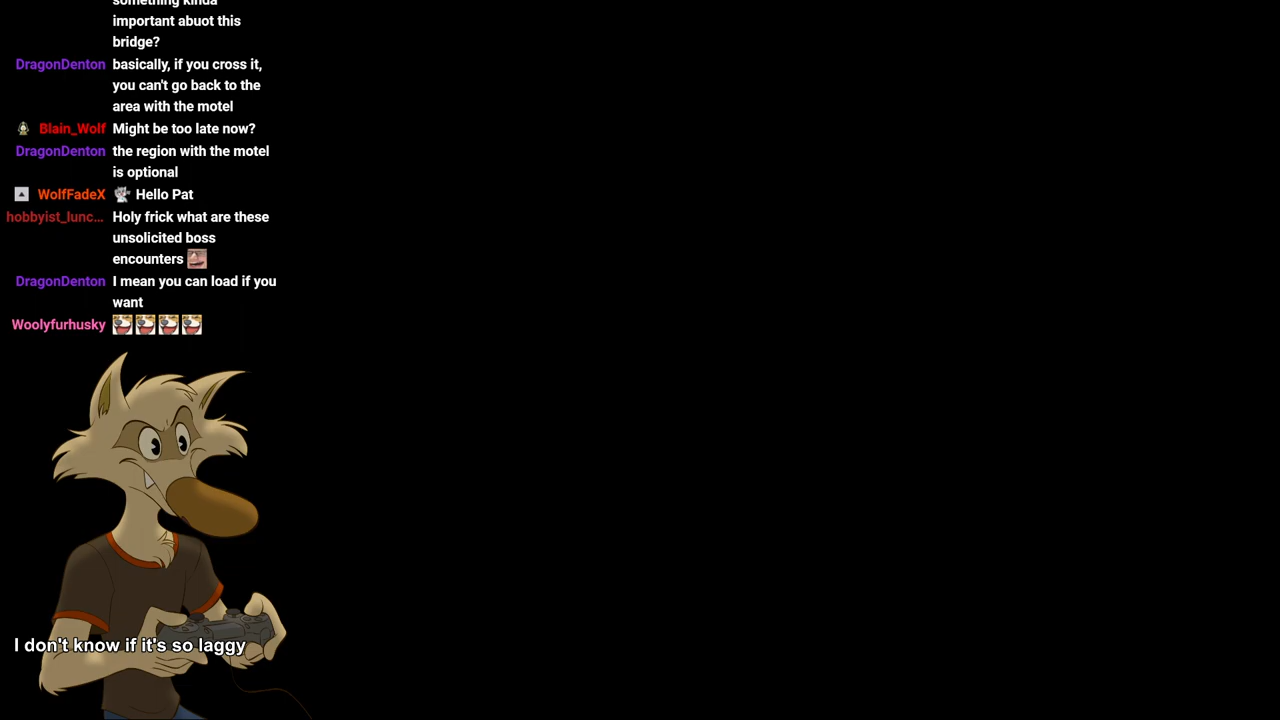 something kinda
important abuot this
bridge?
DragonDenton basically, if you cross it,
you can't go back to the
area with the motel
Blain_Wolf Might be too late now?
DragonDenton the region with the motel
is optional
WolfFadeX Hello Pat
hobbyist_lunc... Holy frick what are these
unsolicited boss
encounters
DragonDenton I mean you can load if you
want
Woolyfurhusky
I don't know if it's so laggy